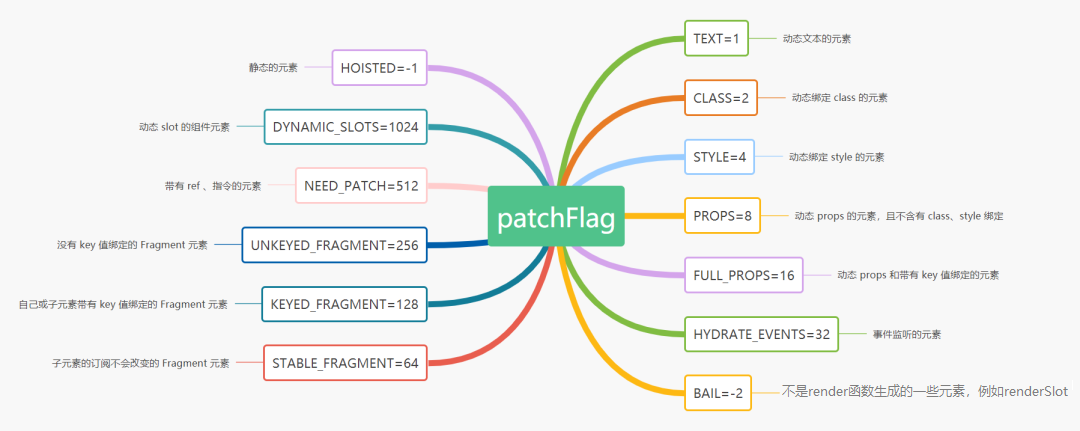 patchFlag
HOISTED=-1
静态的元素
DYNAMIC_SLOTS=1024
动态 slot 的组件元素
NEED_PATCH=512
带有 ref 、指令的元素
UNKEYED_FRAGMENT=256
没有 key 值绑定的 Fragment 元素
KEYED_FRAGMENT=128
自己或子元素带有 key 值绑定的 Fragment 元素
STABLE_FRAGMENT=64
子元素的订阅不会改变的 Fragment 元素
TEXT=1
动态文本的元素
CLASS=2
动态绑定 class 的元素
STYLE=4
动态绑定 style 的元素
PROPS=8
动态 props 的元素，且不含有 class、style 绑定
FULL_PROPS=16
动态 props 和带有 key 值绑定的元素
HYDRATE_EVENTS=32
事件监听的元素
BAIL=-2
不是render函数生成的一些元素，例如renderSlot